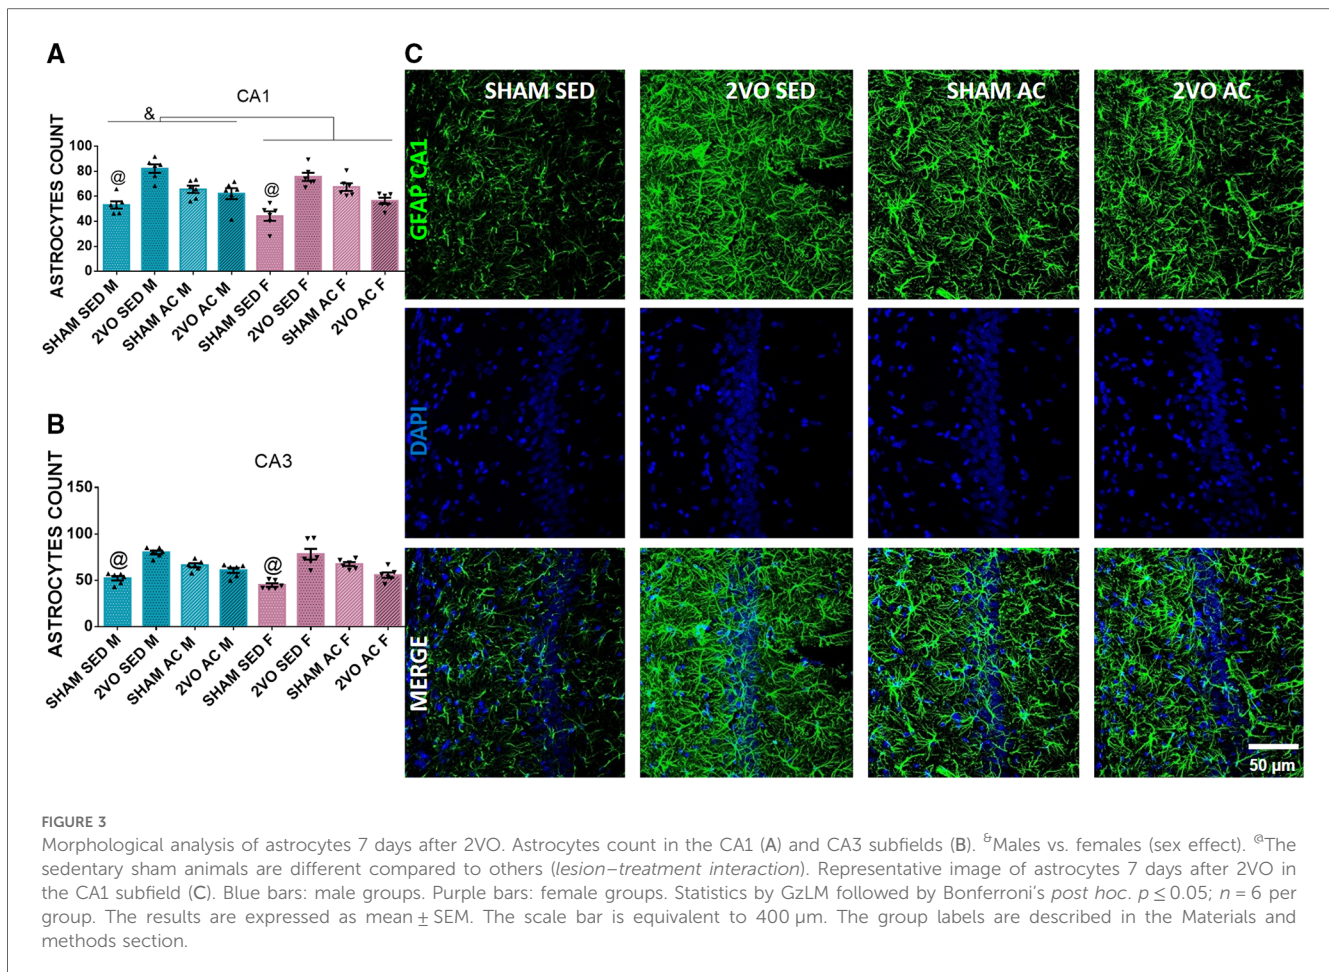 A
CA1
&
ASTROCYTES COUNT
100
80
60
40
20
0
@
@
SHAM SED M
2VO SED M
SHAM AC M
2VO AC M
SHAM SED F
2VO SED F
SHAM AC F
2VO AC F
B
CA3
ASTROCYTES COUNT
150
100
50
0
@
@
SHAM SED M
2VO SED M
SHAM AC M
2VO AC M
SHAM SED F
2VO SED F
SHAM AC F
2VO AC F
C
SHAM SED
2VO SED
SHAM AC
2VO AC
GFAP CA1
DAPI
MERGE
50 µm
FIGURE 3
Morphological analysis of astrocytes 7 days after 2VO. Astrocytes count in the CA1 (A) and CA3 subfields (B). &Males vs. females (sex effect). @The
sedentary sham animals are different compared to others (lesion–treatment interaction). Representative image of astrocytes 7 days after 2VO in
the CA1 subfield (C). Blue bars: male groups. Purple bars: female groups. Statistics by GzLM followed by Bonferroni’s post hoc. p ≤ 0.05; n = 6 per
group. The results are expressed as mean ± SEM. The scale bar is equivalent to 400 µm. The group labels are described in the Materials and
methods section.